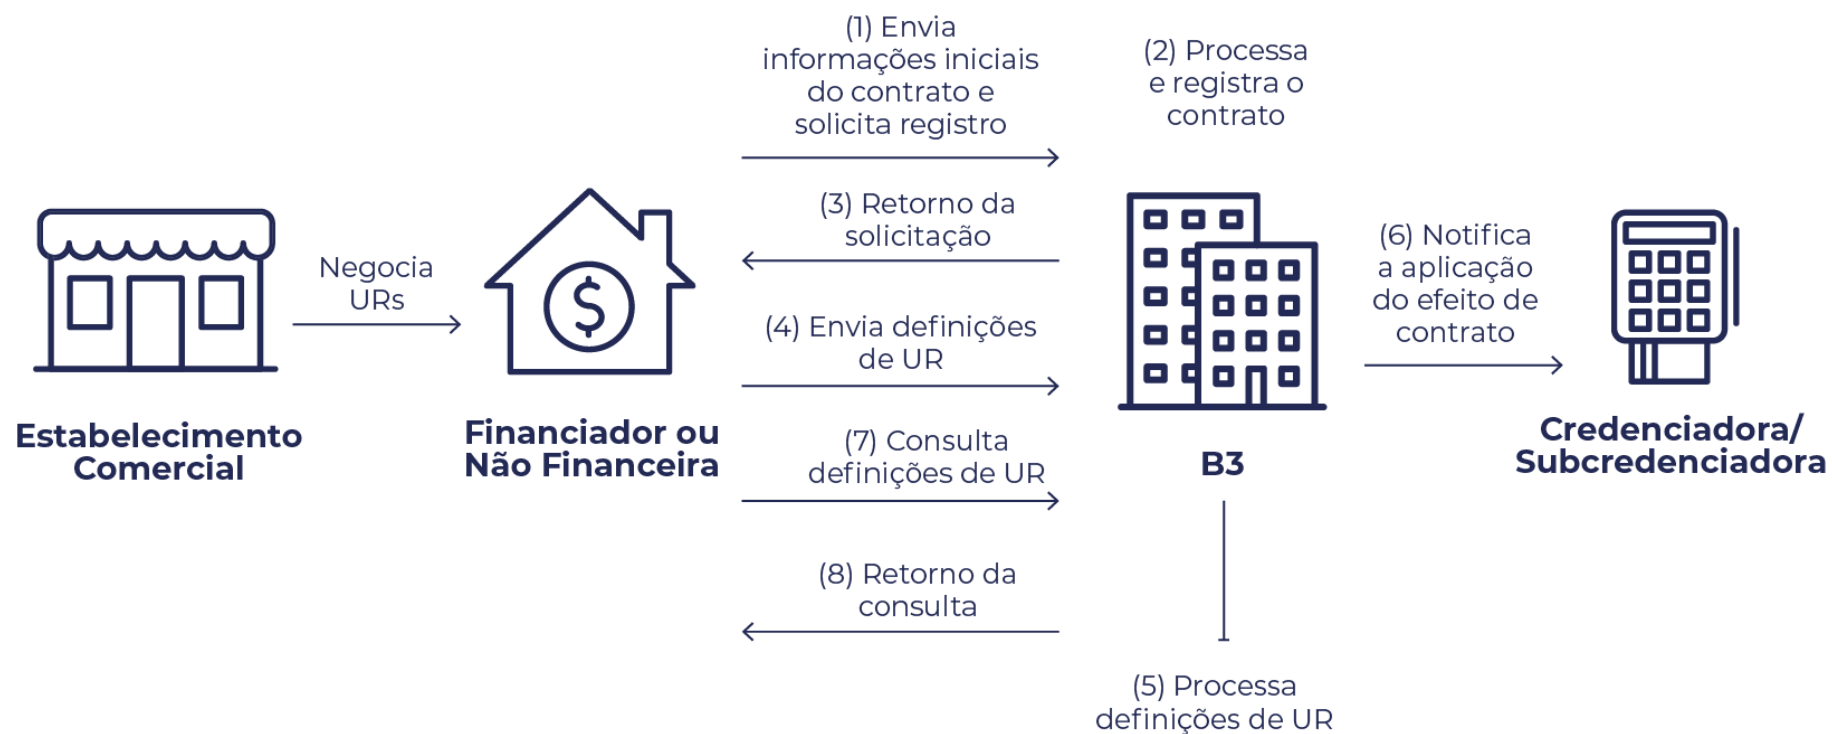 (1) Envia
informações iniciais
do contrato e
solicita registro
(2) Processa
e registra o
contrato
(3) Retorno da
solicitação
(6) Notifica
a aplicação
do efeito de
contrato
Negocia
URs
(4) Envia definições
de UR
Estabelecimento
Comercial
Financiador ou
Não Financeira
(7) Consulta
definições de UR
B3
Credenciadora/
Subcredenciadora
(8) Retorno da
consulta
(5) Processa
definições de UR